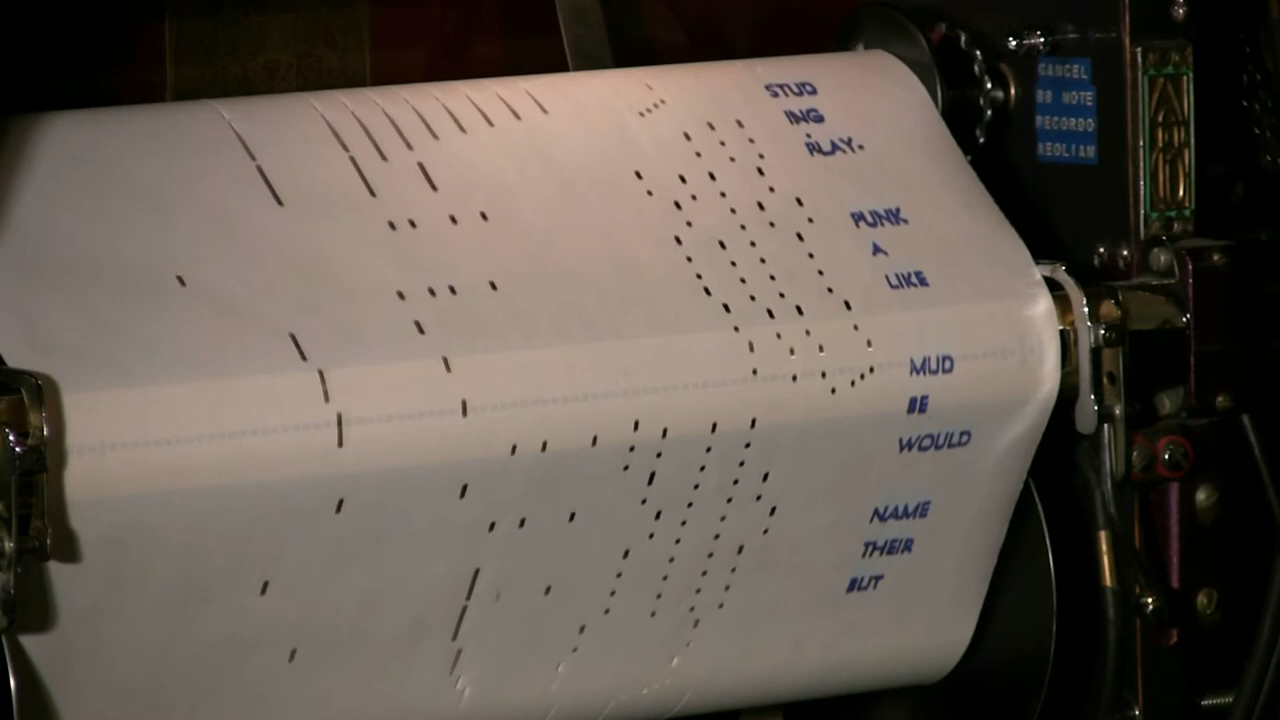 STUD
ING
PLAY.
PUNK
A
LIKE
MUD
BE
WOULD
NAME
THEIR
BUT
CANCEL
88 NOTE
RECORDO
AEOLIAN